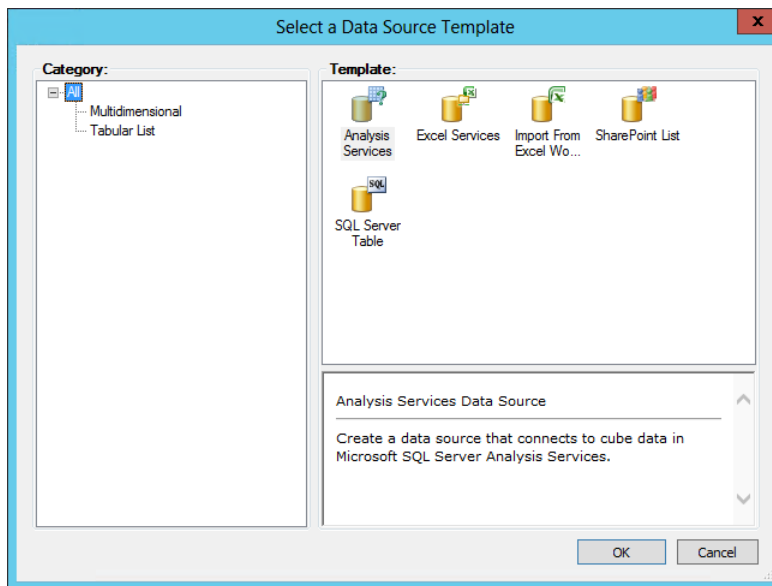 Select a Data Source Template
x
Category:
All
Multidimensional
Tabular List
Template:
Analysis
Services
Excel Services
Import From
Excel Wo...
SharePoint List
SQL
SQL Server
Table
Analysis Services Data Source
Create a data source that connects to cube data in
Microsoft SQL Server Analysis Services.
OK
Cancel